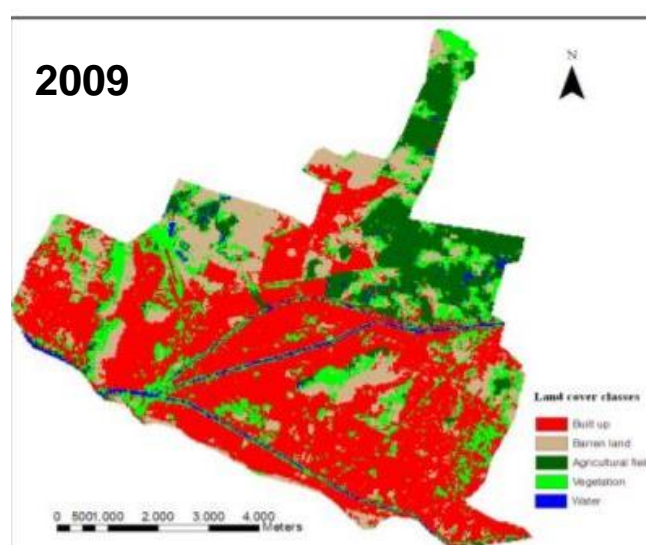 2009
N
Land cover classes
Built up
Barren land
Agricultural fiel
Vegetation
Water
0 5001.000 2.000 3.000 4.000
Meters